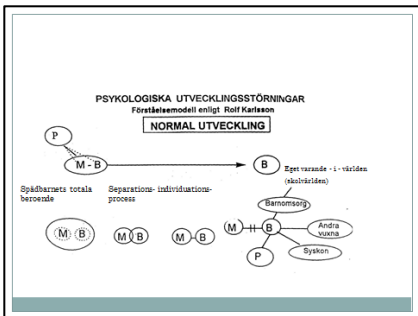 PSYKOLOGISKA UTVECKLINGSSTÖRNINGAR
Förståelsemodell enligt Rolf Karlsson
NORMAL UTVECKLING
P
M - B
B
Eget varande - i - världen
(skolvärlden)
Spädbarnets totala
beroende
Separations- individuations-
process
Barnomsorg
M B
M B
M B
M
B
Andra
vuxna
P
Syskon